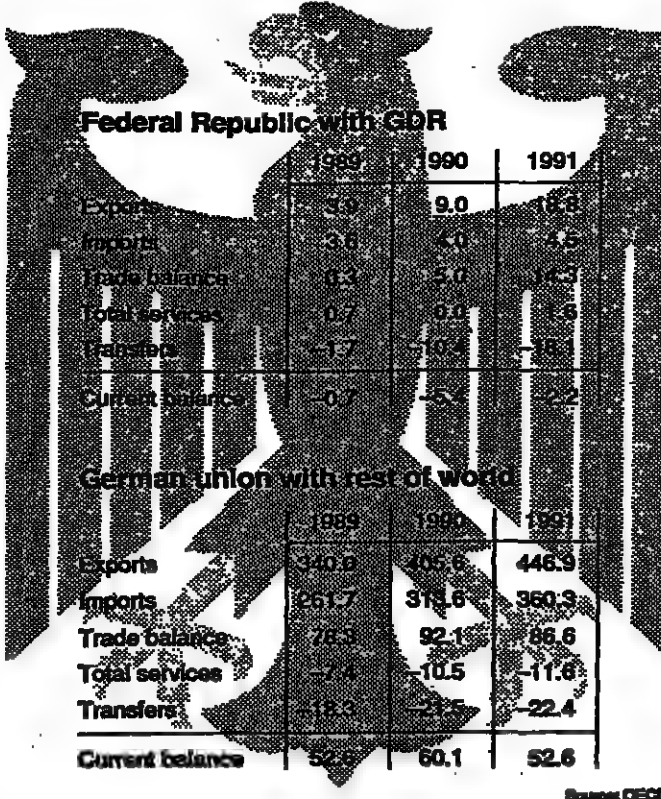 Federal Republic with GDR
1989 1990 1991
Exports 3.9 9.0 18.8
Imports 3.6 4.0 4.5
Trade balance 0.3 5.0 14.3
Total services 0.7 0.0 1.6
Transfers –1.7 –10.4 –18.1
Current balance –0.7 –5.4 –2.2
German union with rest of world
1989 1990 1991
Exports 340.0 405.6 446.9
Imports 261.7 313.6 360.3
Trade balance 78.3 92.1 86.6
Total services –7.4 –10.5 –11.6
Transfers –18.3 –21.5 –22.4
Current balance 52.6 60.1 52.6
Source: OECD